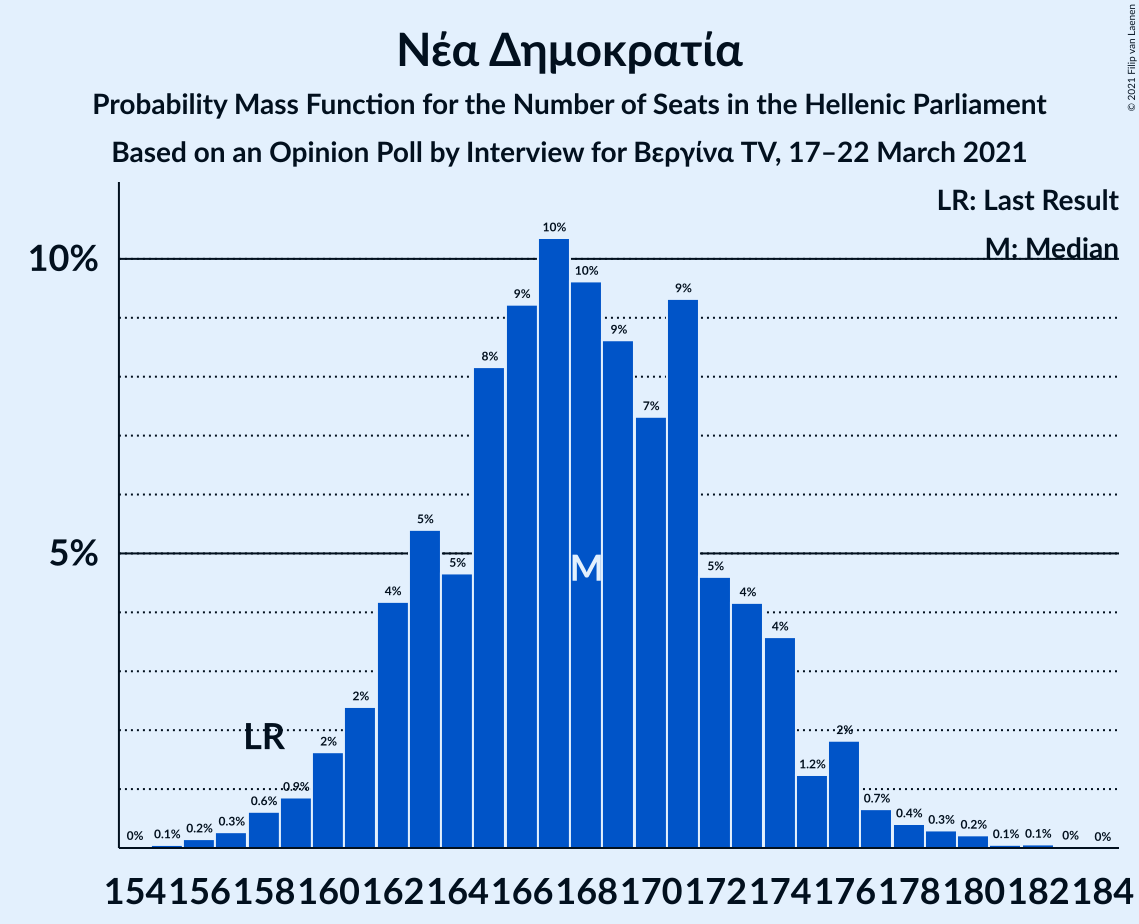 Νέα Δημοκρατία
Probability Mass Function for the Number of Seats in the Hellenic Parliament
Based on an Opinion Poll by Interview for Βεργίνα TV, 17–22 March 2021
© 2021 Filip van Laenen
LR: Last Result
M: Median
10%
5%
0% 0.1% 0.2% 0.3% 0.6% 0.9% 2% 2% 4% 5% 5% 8% 9% 10% 10% 9% 7% 9% 5% 4% 4% 1.2% 2% 0.7% 0.4% 0.3% 0.2% 0.1% 0.1% 0% 0%
LR
M
154 156 158 160 162 164 166 168 170 172 174 176 178 180 182 184